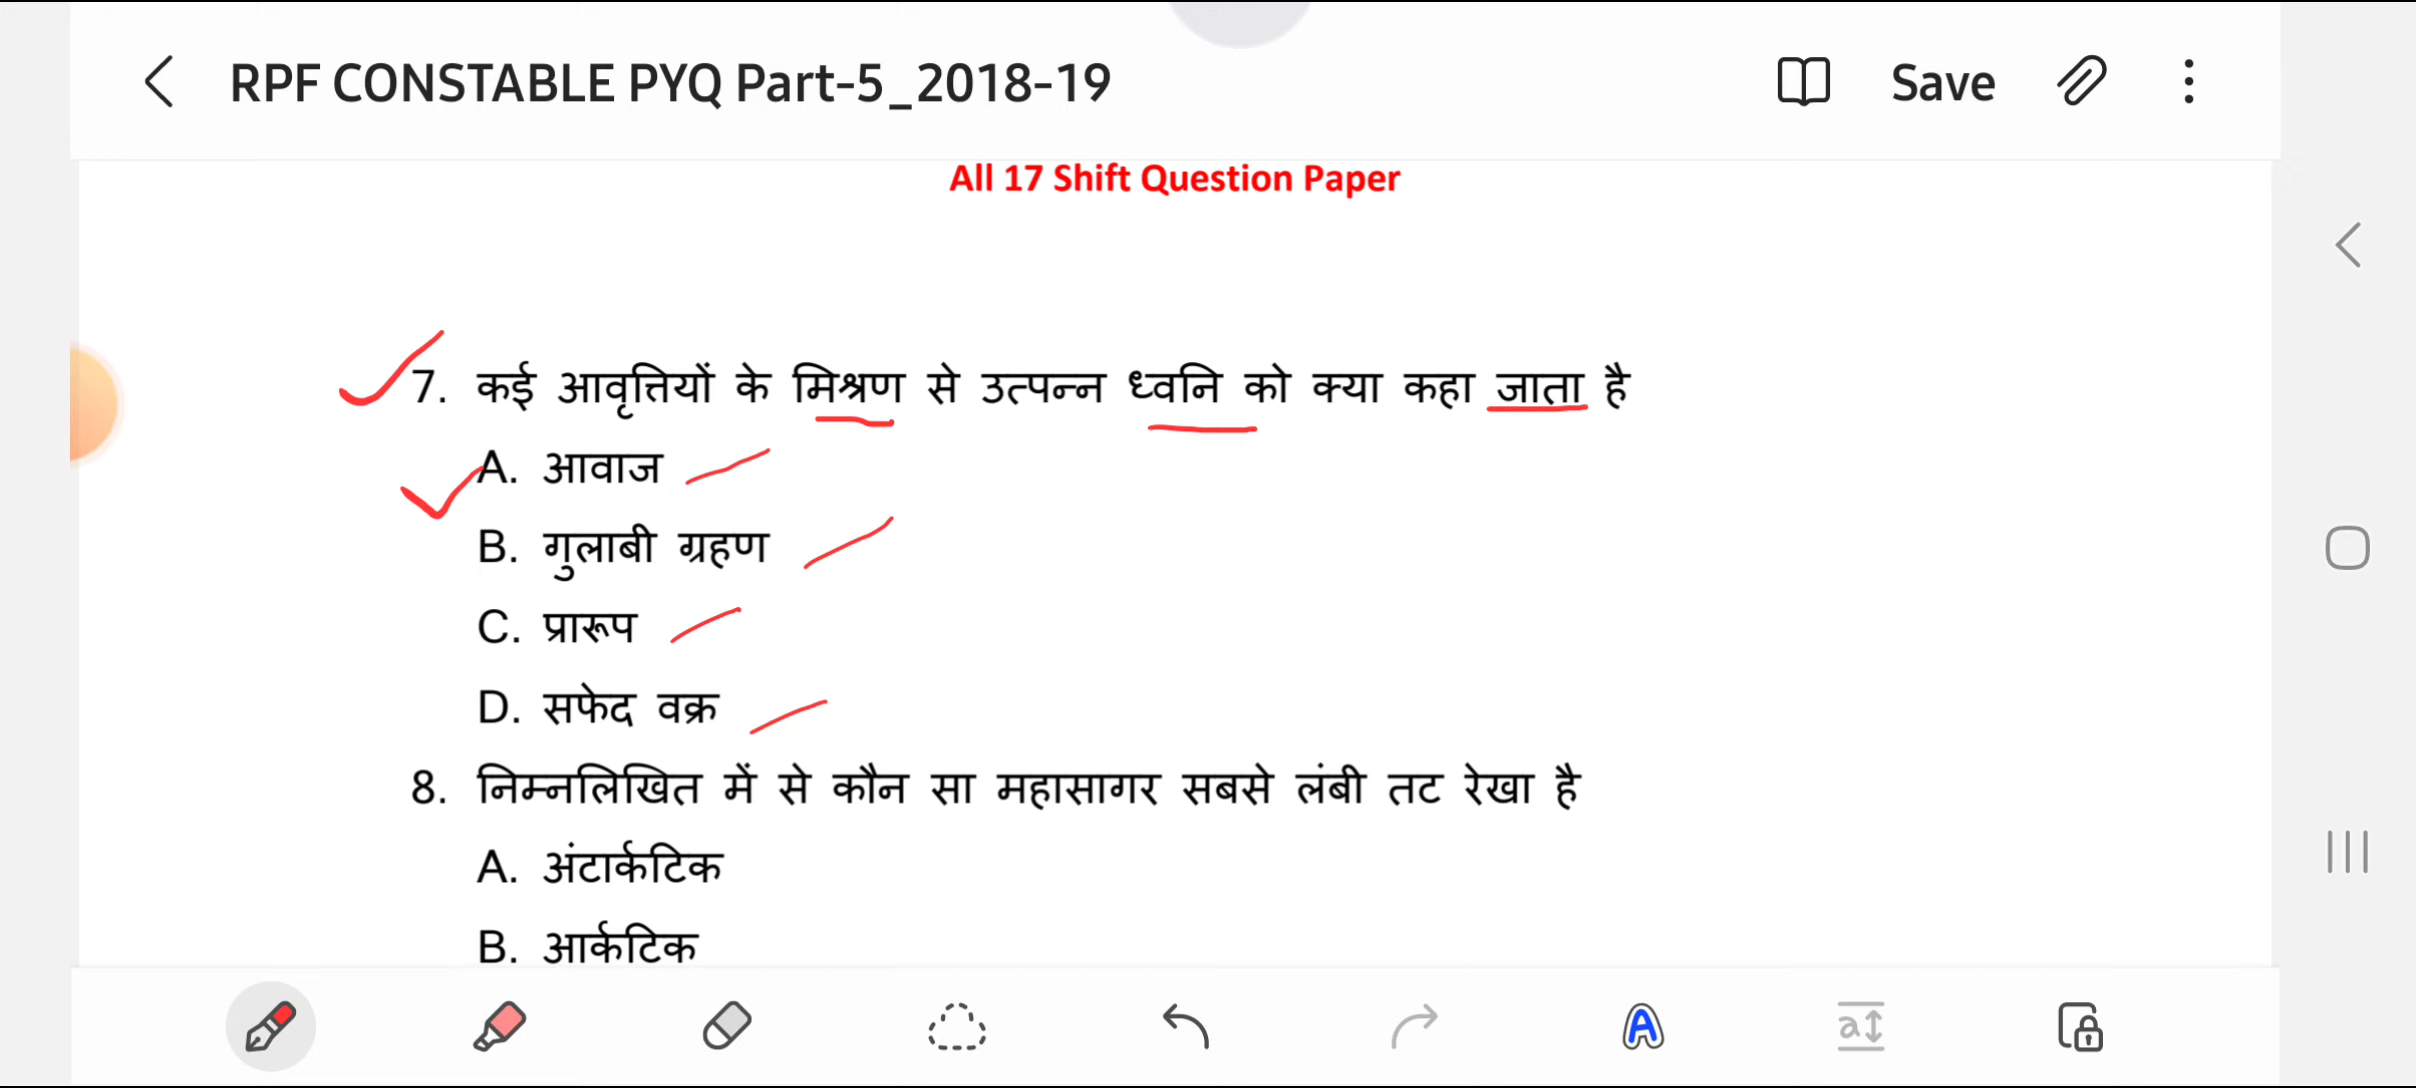 RPF CONSTABLE PYQ Part-5_2018-19
Save
All 17 Shift Question Paper
7. कई आवृत्तियों के मिश्रण से उत्पन्न ध्वनि को क्या कहा जाता है
A. आवाज
B. गुलाबी ग्रहण
C. प्रारूप
D. सफेद वक्र
8. निम्नलिखित में से कौन सा महासागर सबसे लंबी तट रेखा है
A. अंटार्कटिक
B. आर्कटिक
A
a